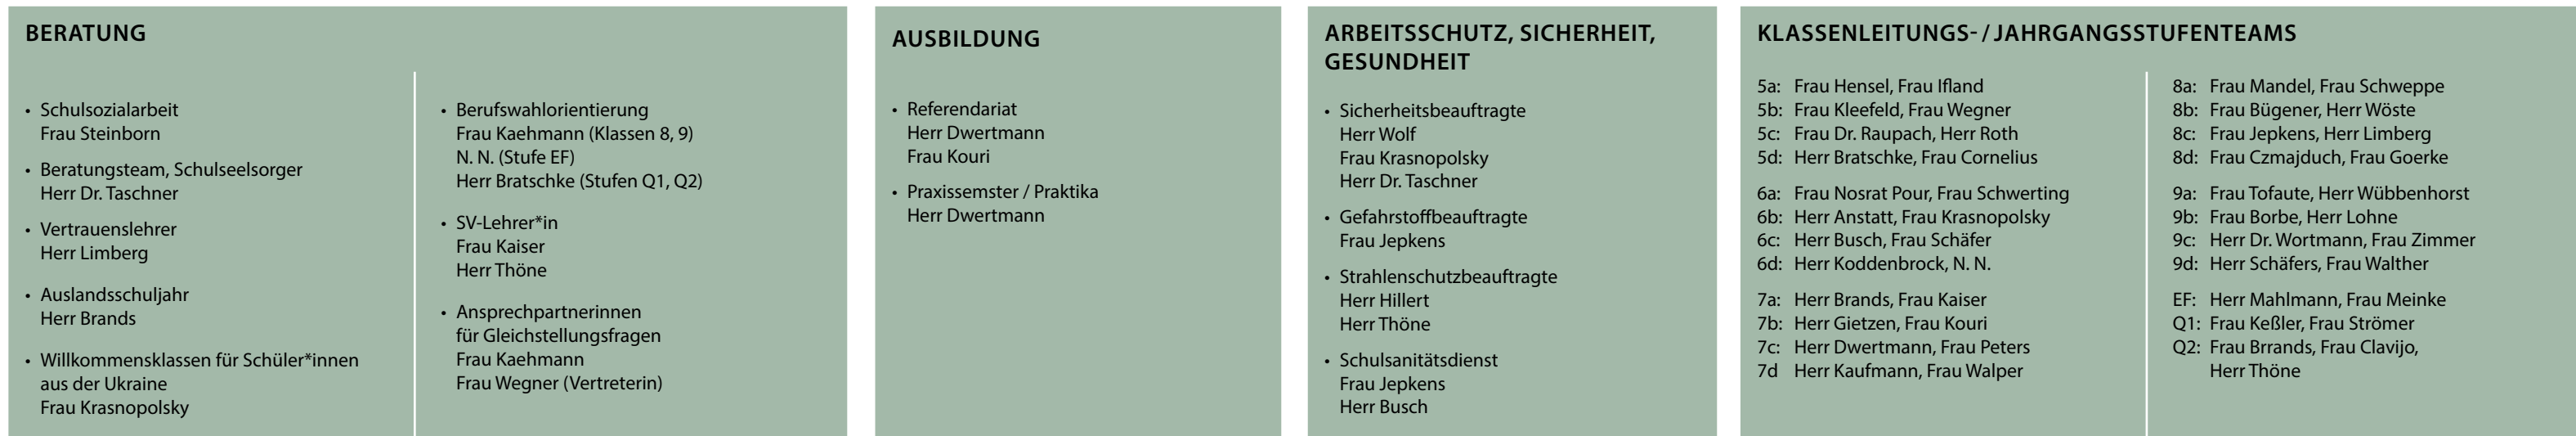 BERATUNG
• Schulsozialarbeit
Frau Steinborn
• Beratungsteam, Schulseelsorger
Herr Dr. Taschner
• Vertrauenslehrer
Herr Limberg
• Auslandsschuljahr
Herr Brands
• Willkommensklassen für Schüler*innen
aus der Ukraine
Frau Krasnopolsky
• Berufswahlorientierung
Frau Kaehmann (Klassen 8, 9)
N. N. (Stufe EF)
Herr Bratschke (Stufen Q1, Q2)
• SV-Lehrer*in
Frau Kaiser
Herr Thöne
• Ansprechpartnerinnen
für Gleichstellungsfragen
Frau Kaehmann
Frau Wegner (Vertreterin)
AUSBILDUNG
• Referendariat
Herr Dwertmann
Frau Kouri
• Praxissemster / Praktika
Herr Dwertmann
ARBEITSSCHUTZ, SICHERHEIT,
GESUNDHEIT
• Sicherheitsbeauftragte
Herr Wolf
Frau Krasnopolsky
Herr Dr. Taschner
• Gefahrstoffbeauftragte
Frau Jepkens
• Strahlenschutzbeauftragte
Herr Hillert
Herr Thöne
• Schulsanitätsdienst
Frau Jepkens
Herr Busch
KLASSENLEITUNGS- / JAHRGANGSSTUFENTEAMS
5a: Frau Hensel, Frau Ifland
5b: Frau Kleefeld, Frau Wegner
5c: Frau Dr. Raupach, Herr Roth
5d: Herr Bratschke, Frau Cornelius
6a: Frau Nosrat Pour, Frau Schwerting
6b: Herr Anstatt, Frau Krasnopolsky
6c: Herr Busch, Frau Schäfer
6d: Herr Koddenbrock, N. N.
7a: Herr Brands, Frau Kaiser
7b: Herr Gietzen, Frau Kouri
7c: Herr Dwertmann, Frau Peters
7d Herr Kaufmann, Frau Walper
8a: Frau Mandel, Frau Schweppe
8b: Frau Bügener, Herr Wöste
8c: Frau Jepkens, Herr Limberg
8d: Frau Czmajduch, Frau Goerke
9a: Frau Tofaute, Herr Wübbenhorst
9b: Frau Borbe, Herr Lohne
9c: Herr Dr. Wortmann, Frau Zimmer
9d: Herr Schäfers, Frau Walther
EF: Herr Mahlmann, Frau Meinke
Q1: Frau Keßler, Frau Strömer
Q2: Frau Brrands, Frau Clavijo,
Herr Thöne